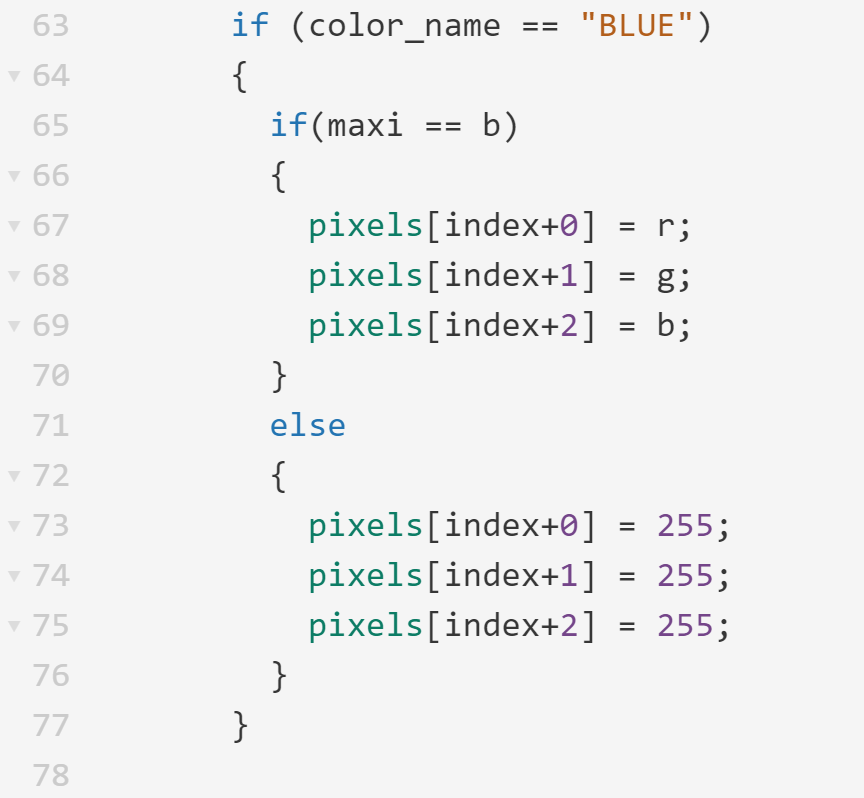 63 if (color_name == "BLUE")
64 {
65 if(maxi == b)
66 {
67 pixels[index+0] = r;
68 pixels[index+1] = g;
69 pixels[index+2] = b;
70 }
71 else
72 {
73 pixels[index+0] = 255;
74 pixels[index+1] = 255;
75 pixels[index+2] = 255;
76 }
77 }
78